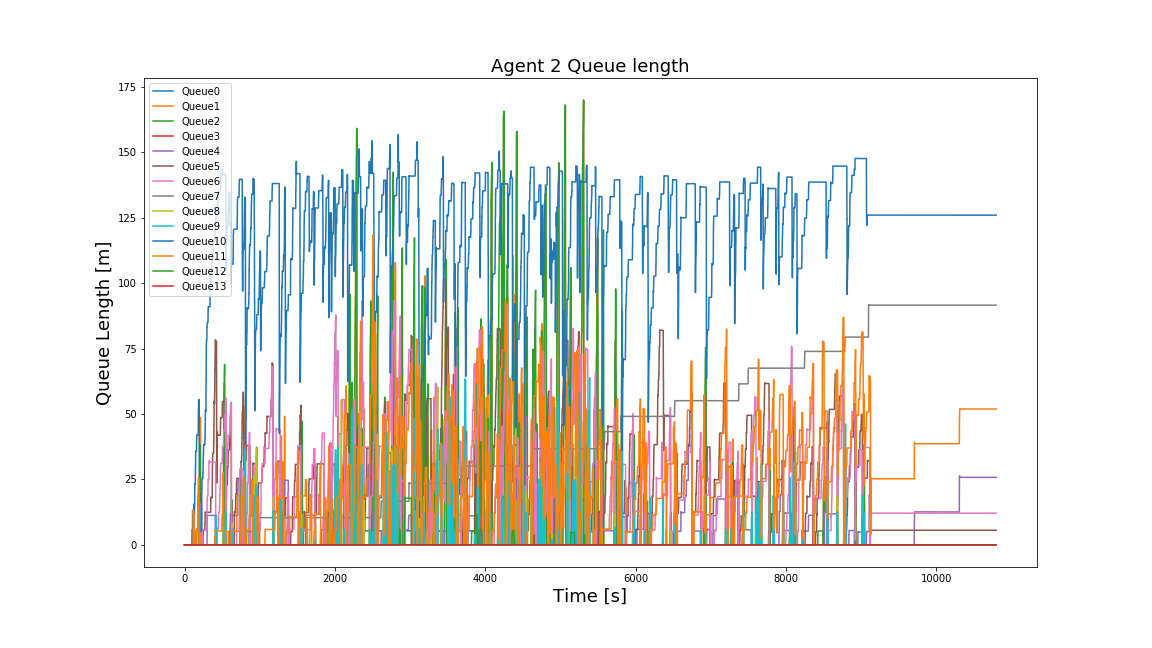 Agent 2 Queue length
175
150
125
100
75
50
25
0
Queue Length [m]
Queue0
Queue1
Queue2
Queue3
Queue4
Queue5
Queue6
Queue7
Queue8
Queue9
Queue10
Queue11
Queue12
Queue13
0
2000
4000
6000
8000
10000
Time [s]